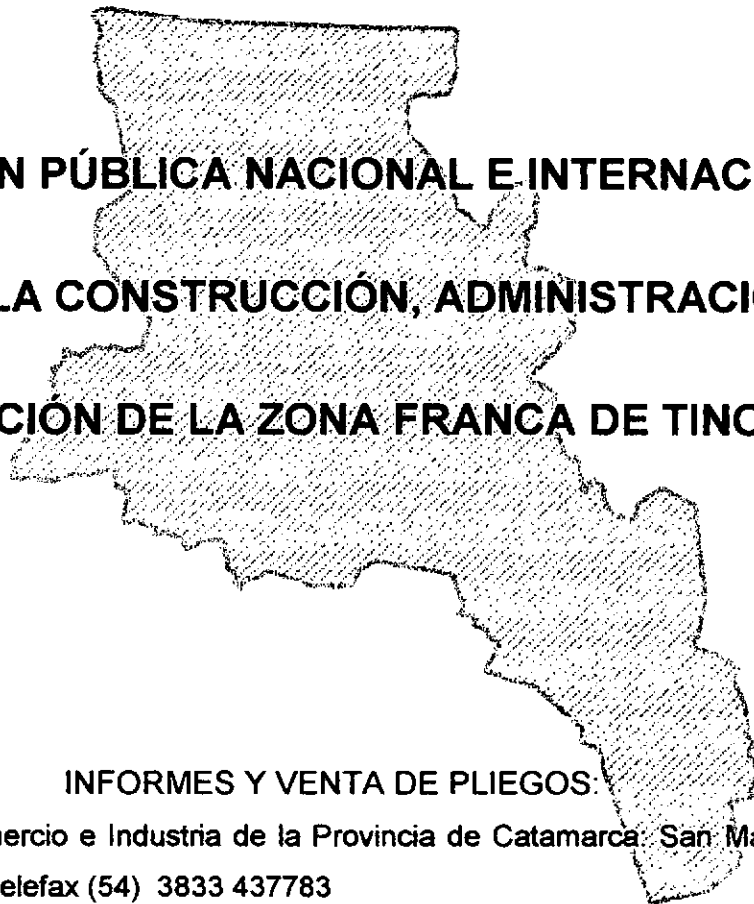 N PÚBLICA NACIONAL E INTERNAC
LA CONSTRUCCIÓN, ADMINISTRACI
CIÓN DE LA ZONA FRANCA DE TINO
INFORMES Y VENTA DE PLIEGOS:
ercio e Industria de la Provincia de Catamarca: San Ma
elefax (54) 3833 437783